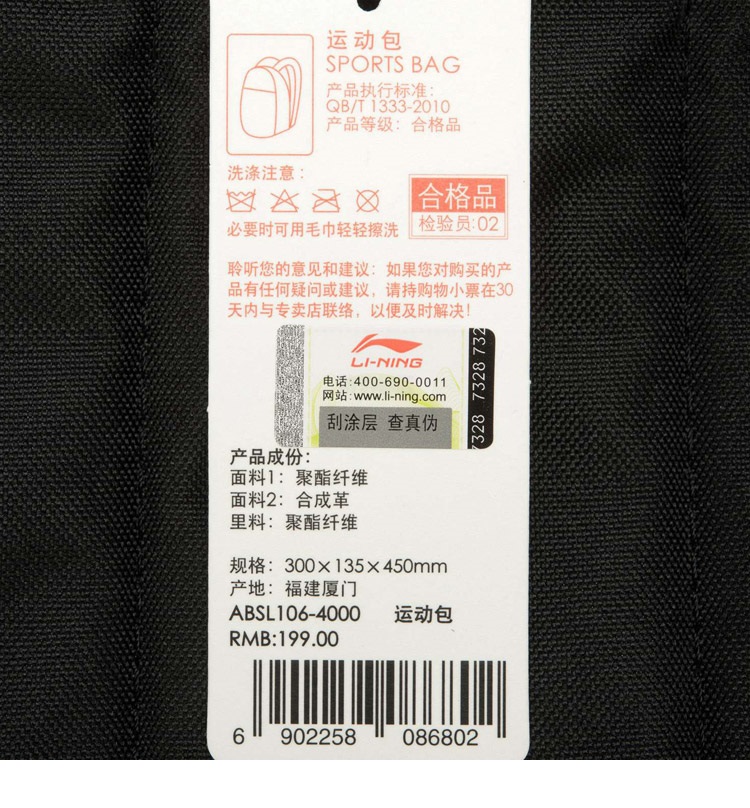 运动包
SPORTS BAG
产品执行标准：
QB/T 1333-2010
产品等级：合格品
洗涤注意：
必要时可用毛巾轻轻擦洗
合格品
检验员:02
聆听您的意见和建议：如果您对购买的产
品有任何疑问或建议，请持购物小票在30
天内与专卖店联络，以便及时解决！
LI-NING
电话:400-690-0011
网站:www.li-ning.com
刮涂层 查真伪
7328 7328 732
产品成份：
面料1：聚酯纤维
面料2：合成革
里料：聚酯纤维
规格：300×135×450mm
产地：福建厦门
ABSL106-4000 运动包
RMB:199.00
6 902258 086802